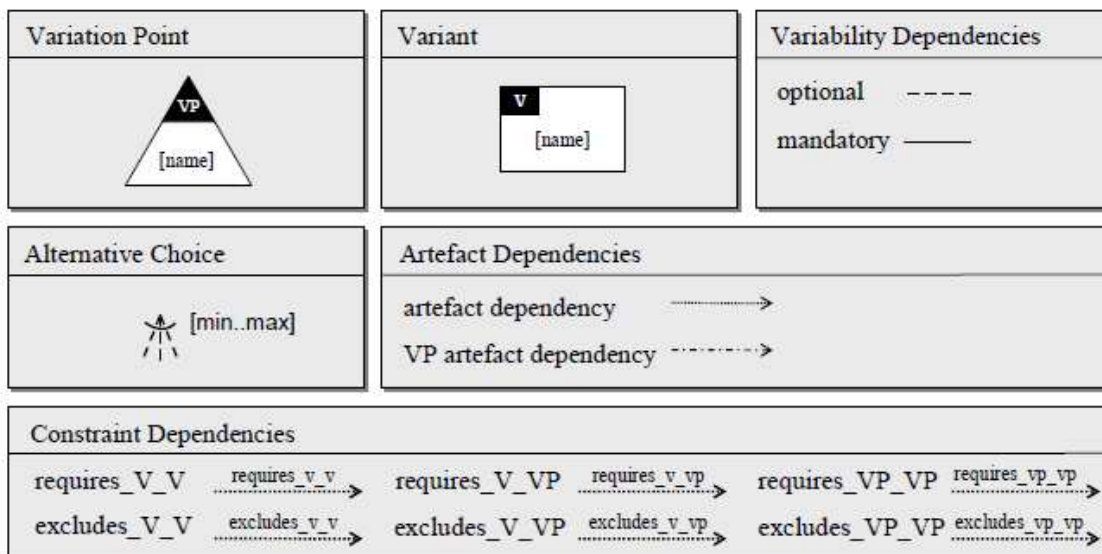 Variation Point
VP
[name]
Variant
V
[name]
Variability Dependencies
optional
mandatory
Alternative Choice
[min..max]
Artefact Dependencies
artefact dependency
VP artefact dependency
Constraint Dependencies
requires_V_V requires_v_v requires_V_VP requires_v_vp requires_VP_VP requires_vp_vp
excludes_V_V excludes_v_v excludes_V_VP excludes_v_vp excludes_VP_VP excludes_vp_vp